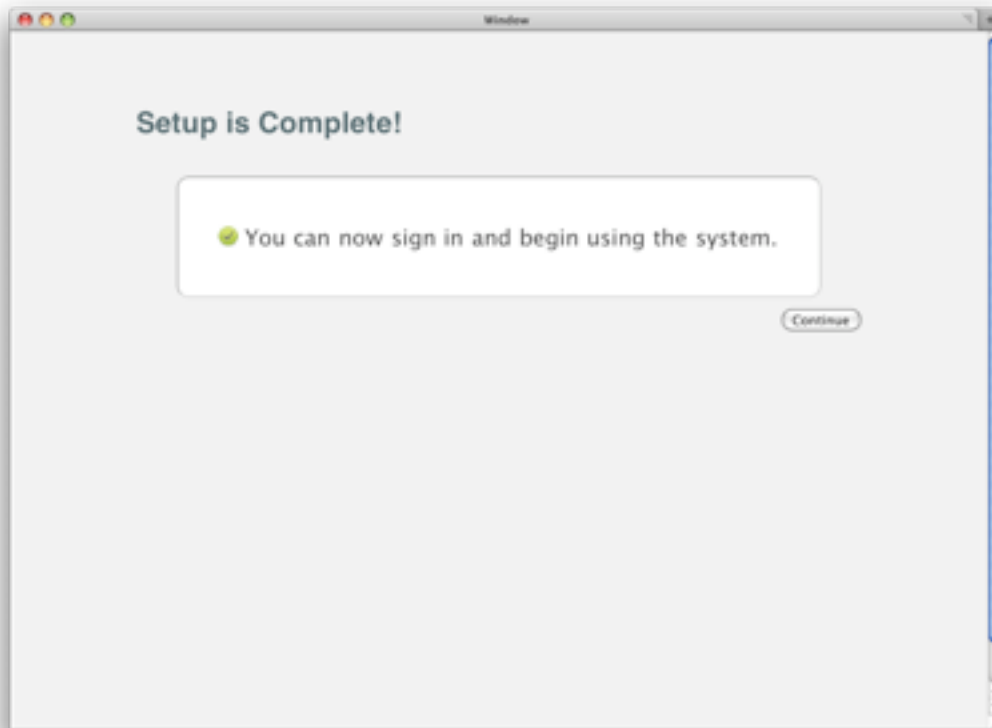 Window
Setup is Complete!
You can now sign in and begin using the system.
Continue